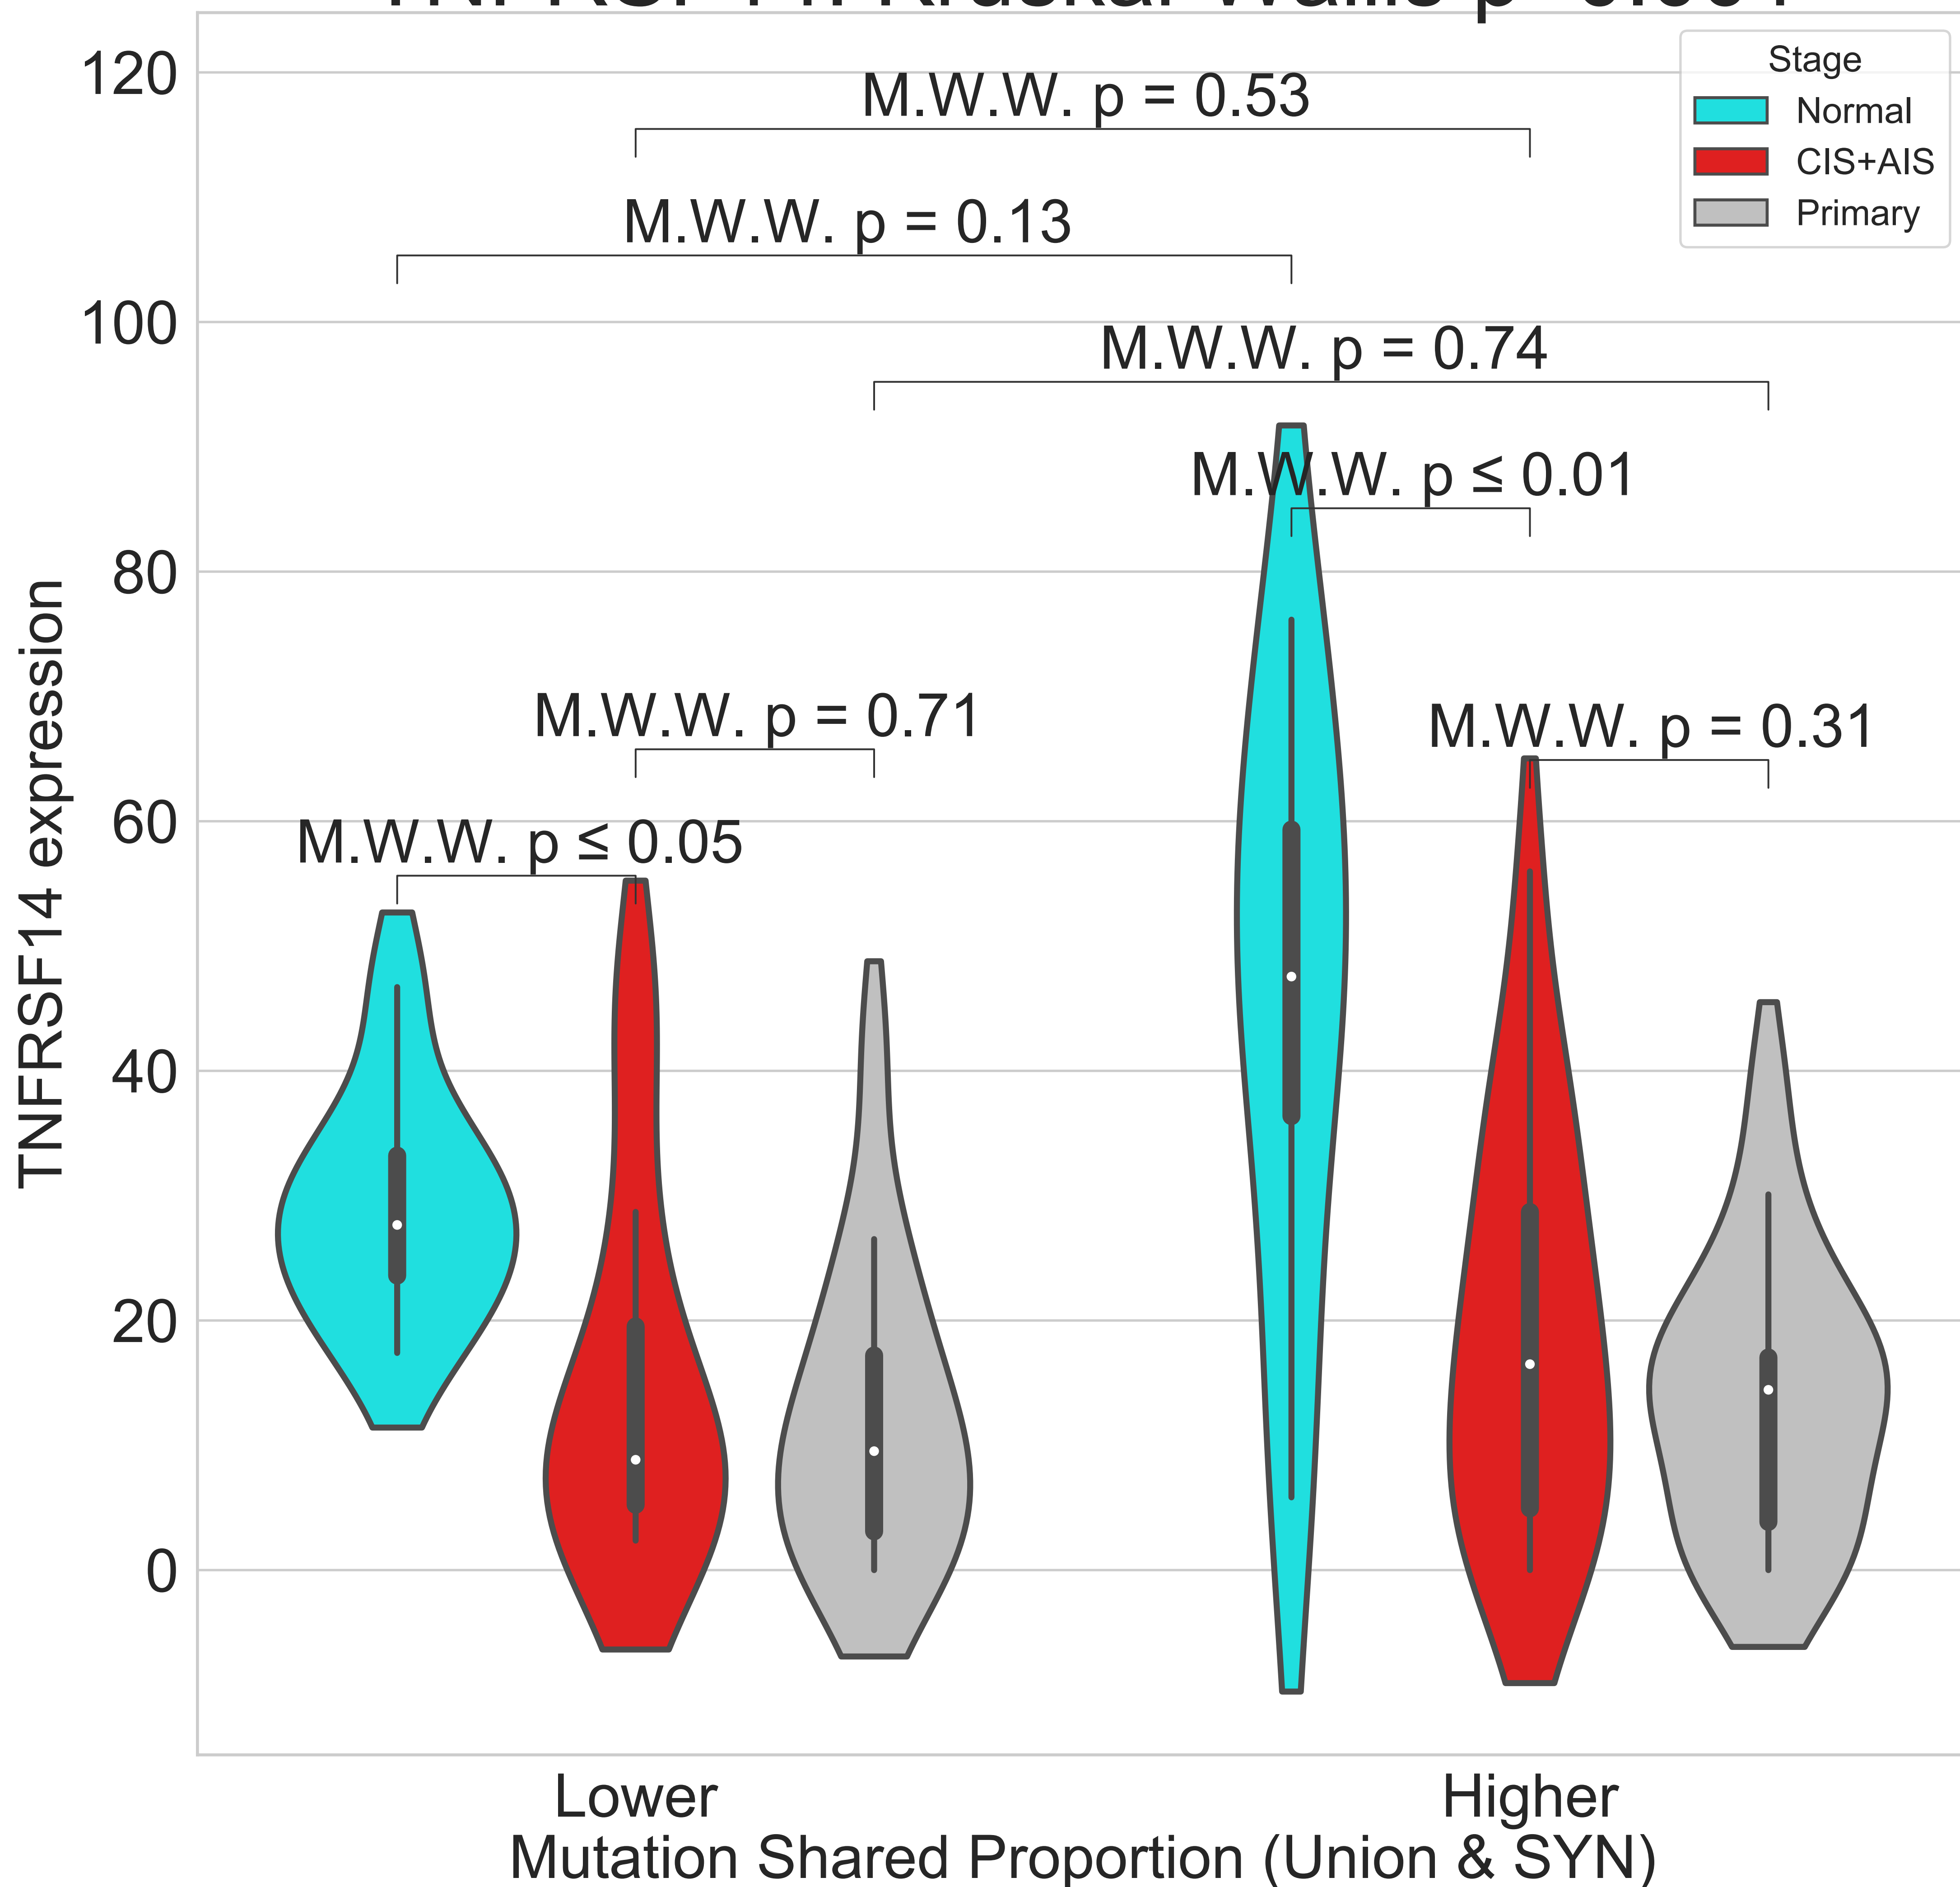 120
100
80
60
40
20
0
TNFRSF14 expression
Stage
Normal
CIS+AIS
Primary
M.W.W. p = 0.53
M.W.W. p = 0.13
M.W.W. p = 0.74
M.W.W. p ≤ 0.01
M.W.W. p = 0.71
M.W.W. p = 0.31
M.W.W. p ≤ 0.05
Lower
Higher
Mutation Shared Proportion (Union & SYN)